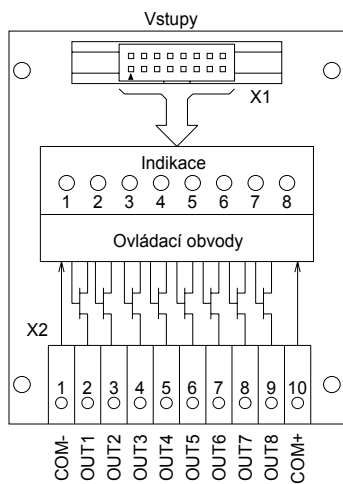 Vstupy
X1
Indikace
1 2 3 4 5 6 7 8
Ovládací obvody
X2
1 2 3 4 5 6 7 8 9 10
COM- OUT1 OUT2 OUT3 OUT4 OUT5 OUT6 OUT7 OUT8 COM+